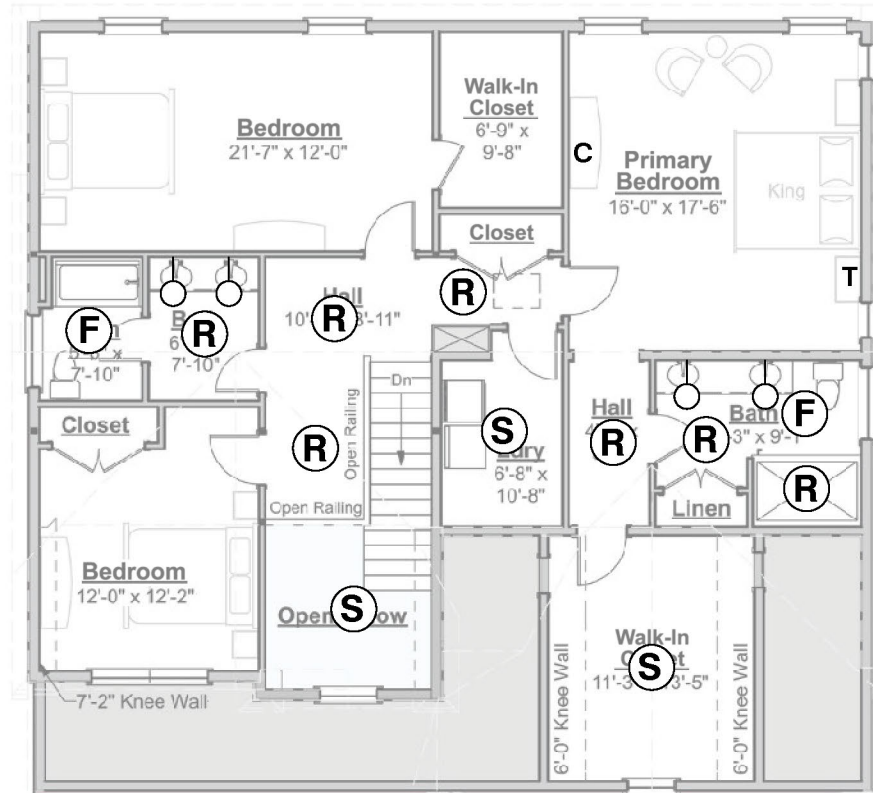 Bedroom
21'-7" x 12'-0"
Walk-In
Closet
6'-9" x
9'-8"
C
Primary
Bedroom
16'-0" x 17'-6"
King
T
Closet
R
Hall
R
F
7'-10"
R
7'-10"
Dn
Open Railing
Open Railing
R
S
6'-8" x
10'-8"
Hall
R
Bath
F
R
R
Linen
Closet
Bedroom
12'-0" x 12'-2"
S
Walk-In
S
6'-0" Knee Wall
6'-0" Knee Wall
7'-2" Knee Wall